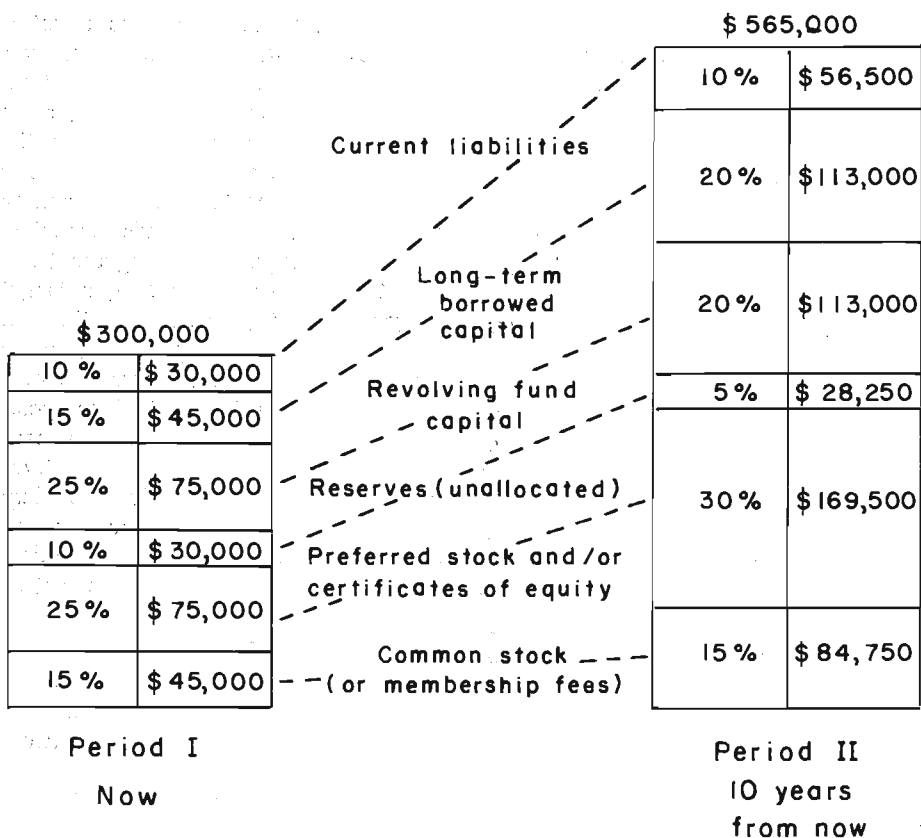 $ 565,000
10 % $ 56,500
Current liabilities
20 % $113,000
Long-term
borrowed
capital
20 % $113,000
$ 300,000
10 % $ 30,000
Revolving fund
capital
5 % $ 28,250
15 % $ 45,000
25 % $ 75,000
Reserves (unallocated)
30 % $169,500
10 % $ 30,000
Preferred stock and /or
certificates of equity
25 % $ 75,000
Common stock
(or membership fees)
15 % $ 84,750
15 % $ 45,000
Period I
Now
Period II
10 years
from now